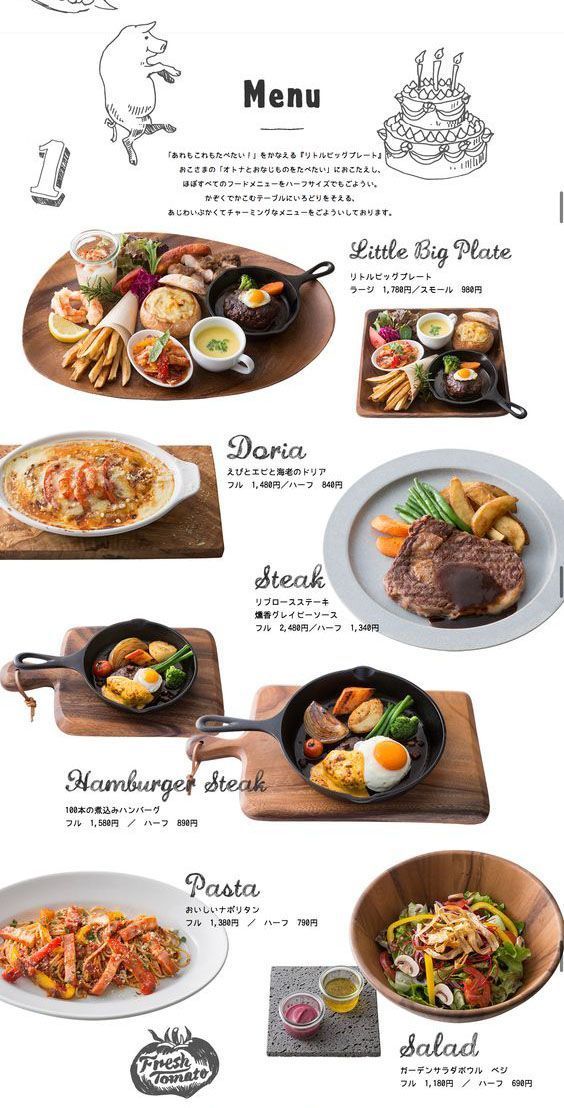 Menu
「あれもこれもたべたい！」をかなえる『リトルビッグプレート』
おこさまの「オトナとおなじものをたべたい」におこたえし、
ほぼすべてのフードメニューをハーフサイズでもごようい。
かぞくでかこむテーブルにいろどりをそえる、
あじわいぶかくてチャーミングなメニューをごよういしております。
1
Little Big Plate
リトルビッグプレート
ラージ 1,780円／スモール 980円
Doria
えびとエビと海老のドリア
フル 1,480円／ハーフ 840円
Steak
リブロースステーキ
燻香グレイビーソース
フル 2,480円／ハーフ 1,340円
Hamburger Steak
100本の煮込みハンバーグ
フル 1,580円 ／ ハーフ 890円
Pasta
おいしいナポリタン
フル 1,380円 ／ ハーフ 790円
Salad
ガーデンサラダボウル ベジ
フル 1,180円 ／ ハーフ 690円
Fresh
Tomato